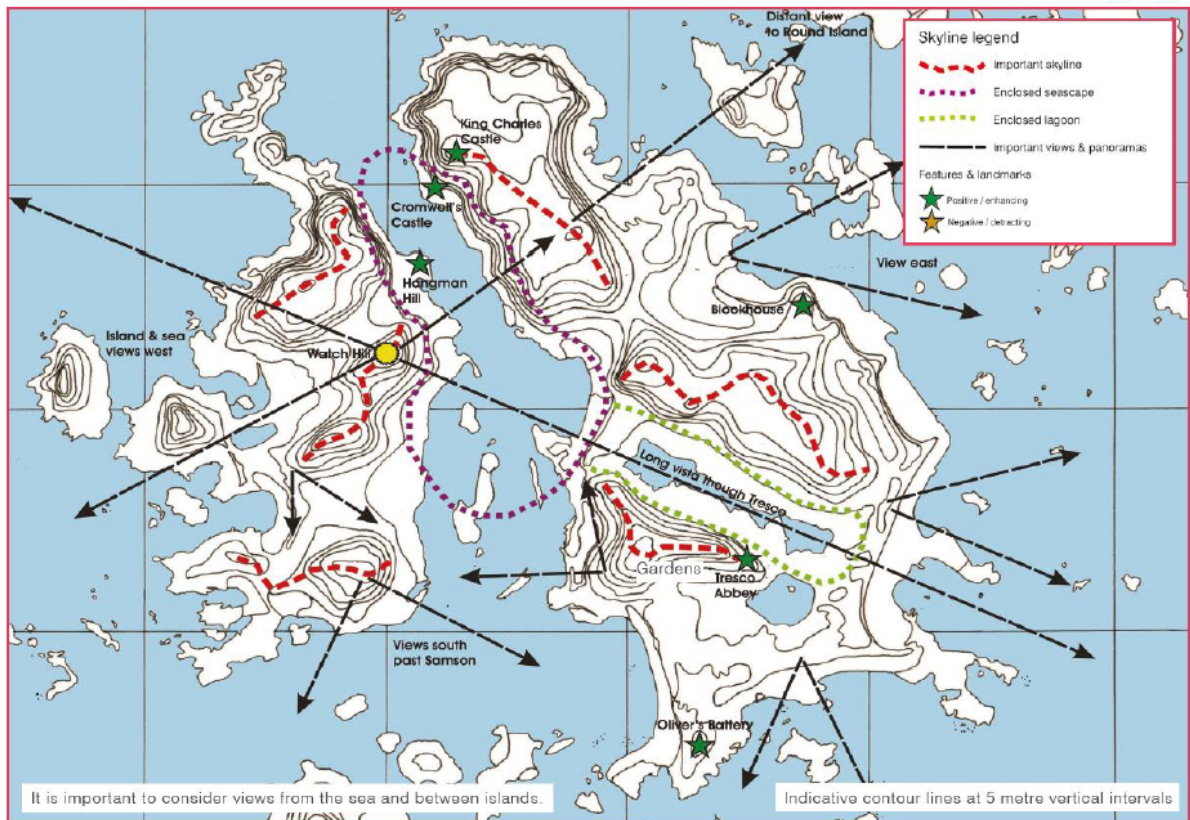 Distant view
to Round Island
Skyline legend
Important skyline
Enclosed seascape
Enclosed lagoon
Important views & panoramas
Features & landmarks
Positive / enhancing
Negative / detracting
King Charles
Castle
Cromwell's
Castle
Hangman
Hill
View east
Blockhouse
Island & sea
views west
Watch Hill
Long vista though Tresco
Gardens
Tresco
Abbey
Views south
past Samson
Oliver's Battery
It is important to consider views from the sea and between islands.
Indicative contour lines at 5 metre vertical intervals